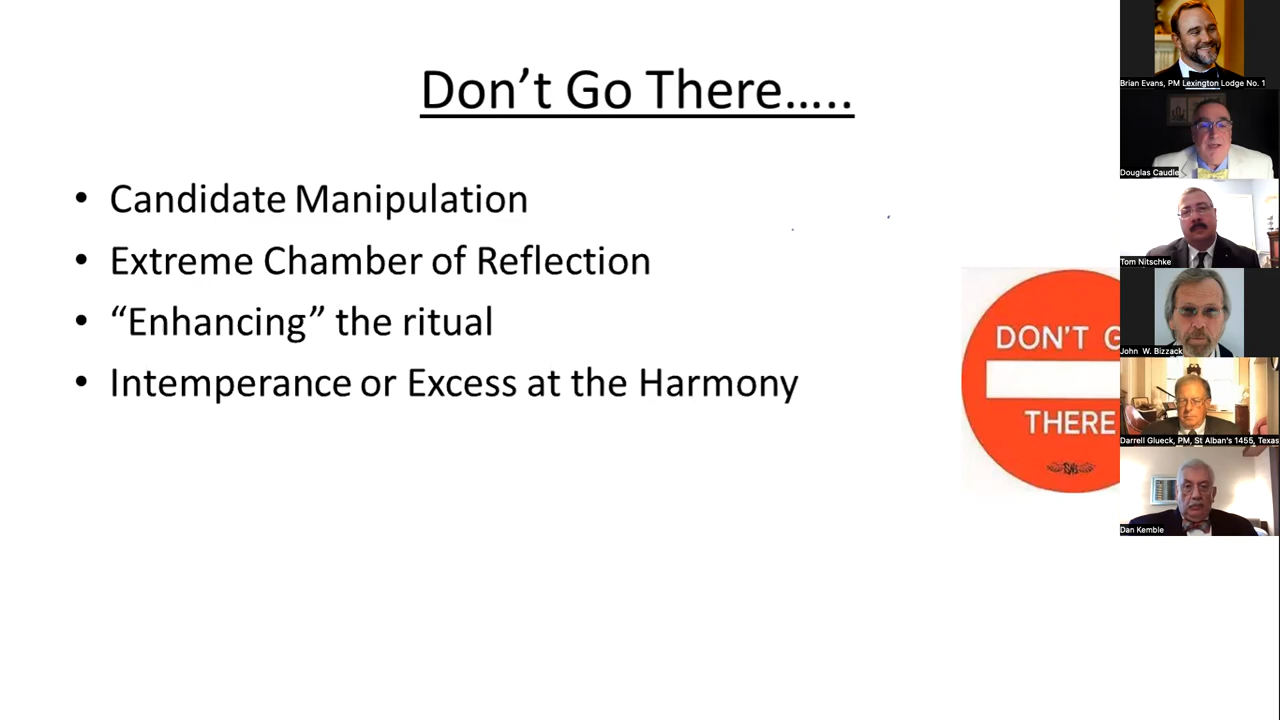 Don't Go There.....
• Candidate Manipulation
• Extreme Chamber of Reflection
• “Enhancing” the ritual
• Intemperance or Excess at the Harmony
DON'T G
THERE
Brian Evans, PM Lexington Lodge No. 1
Douglas Caudle
Tom Nitschke
John W. Bizzack
Darrell Glueck, PM, St Alban's 1455, Texas
Dan Kemble